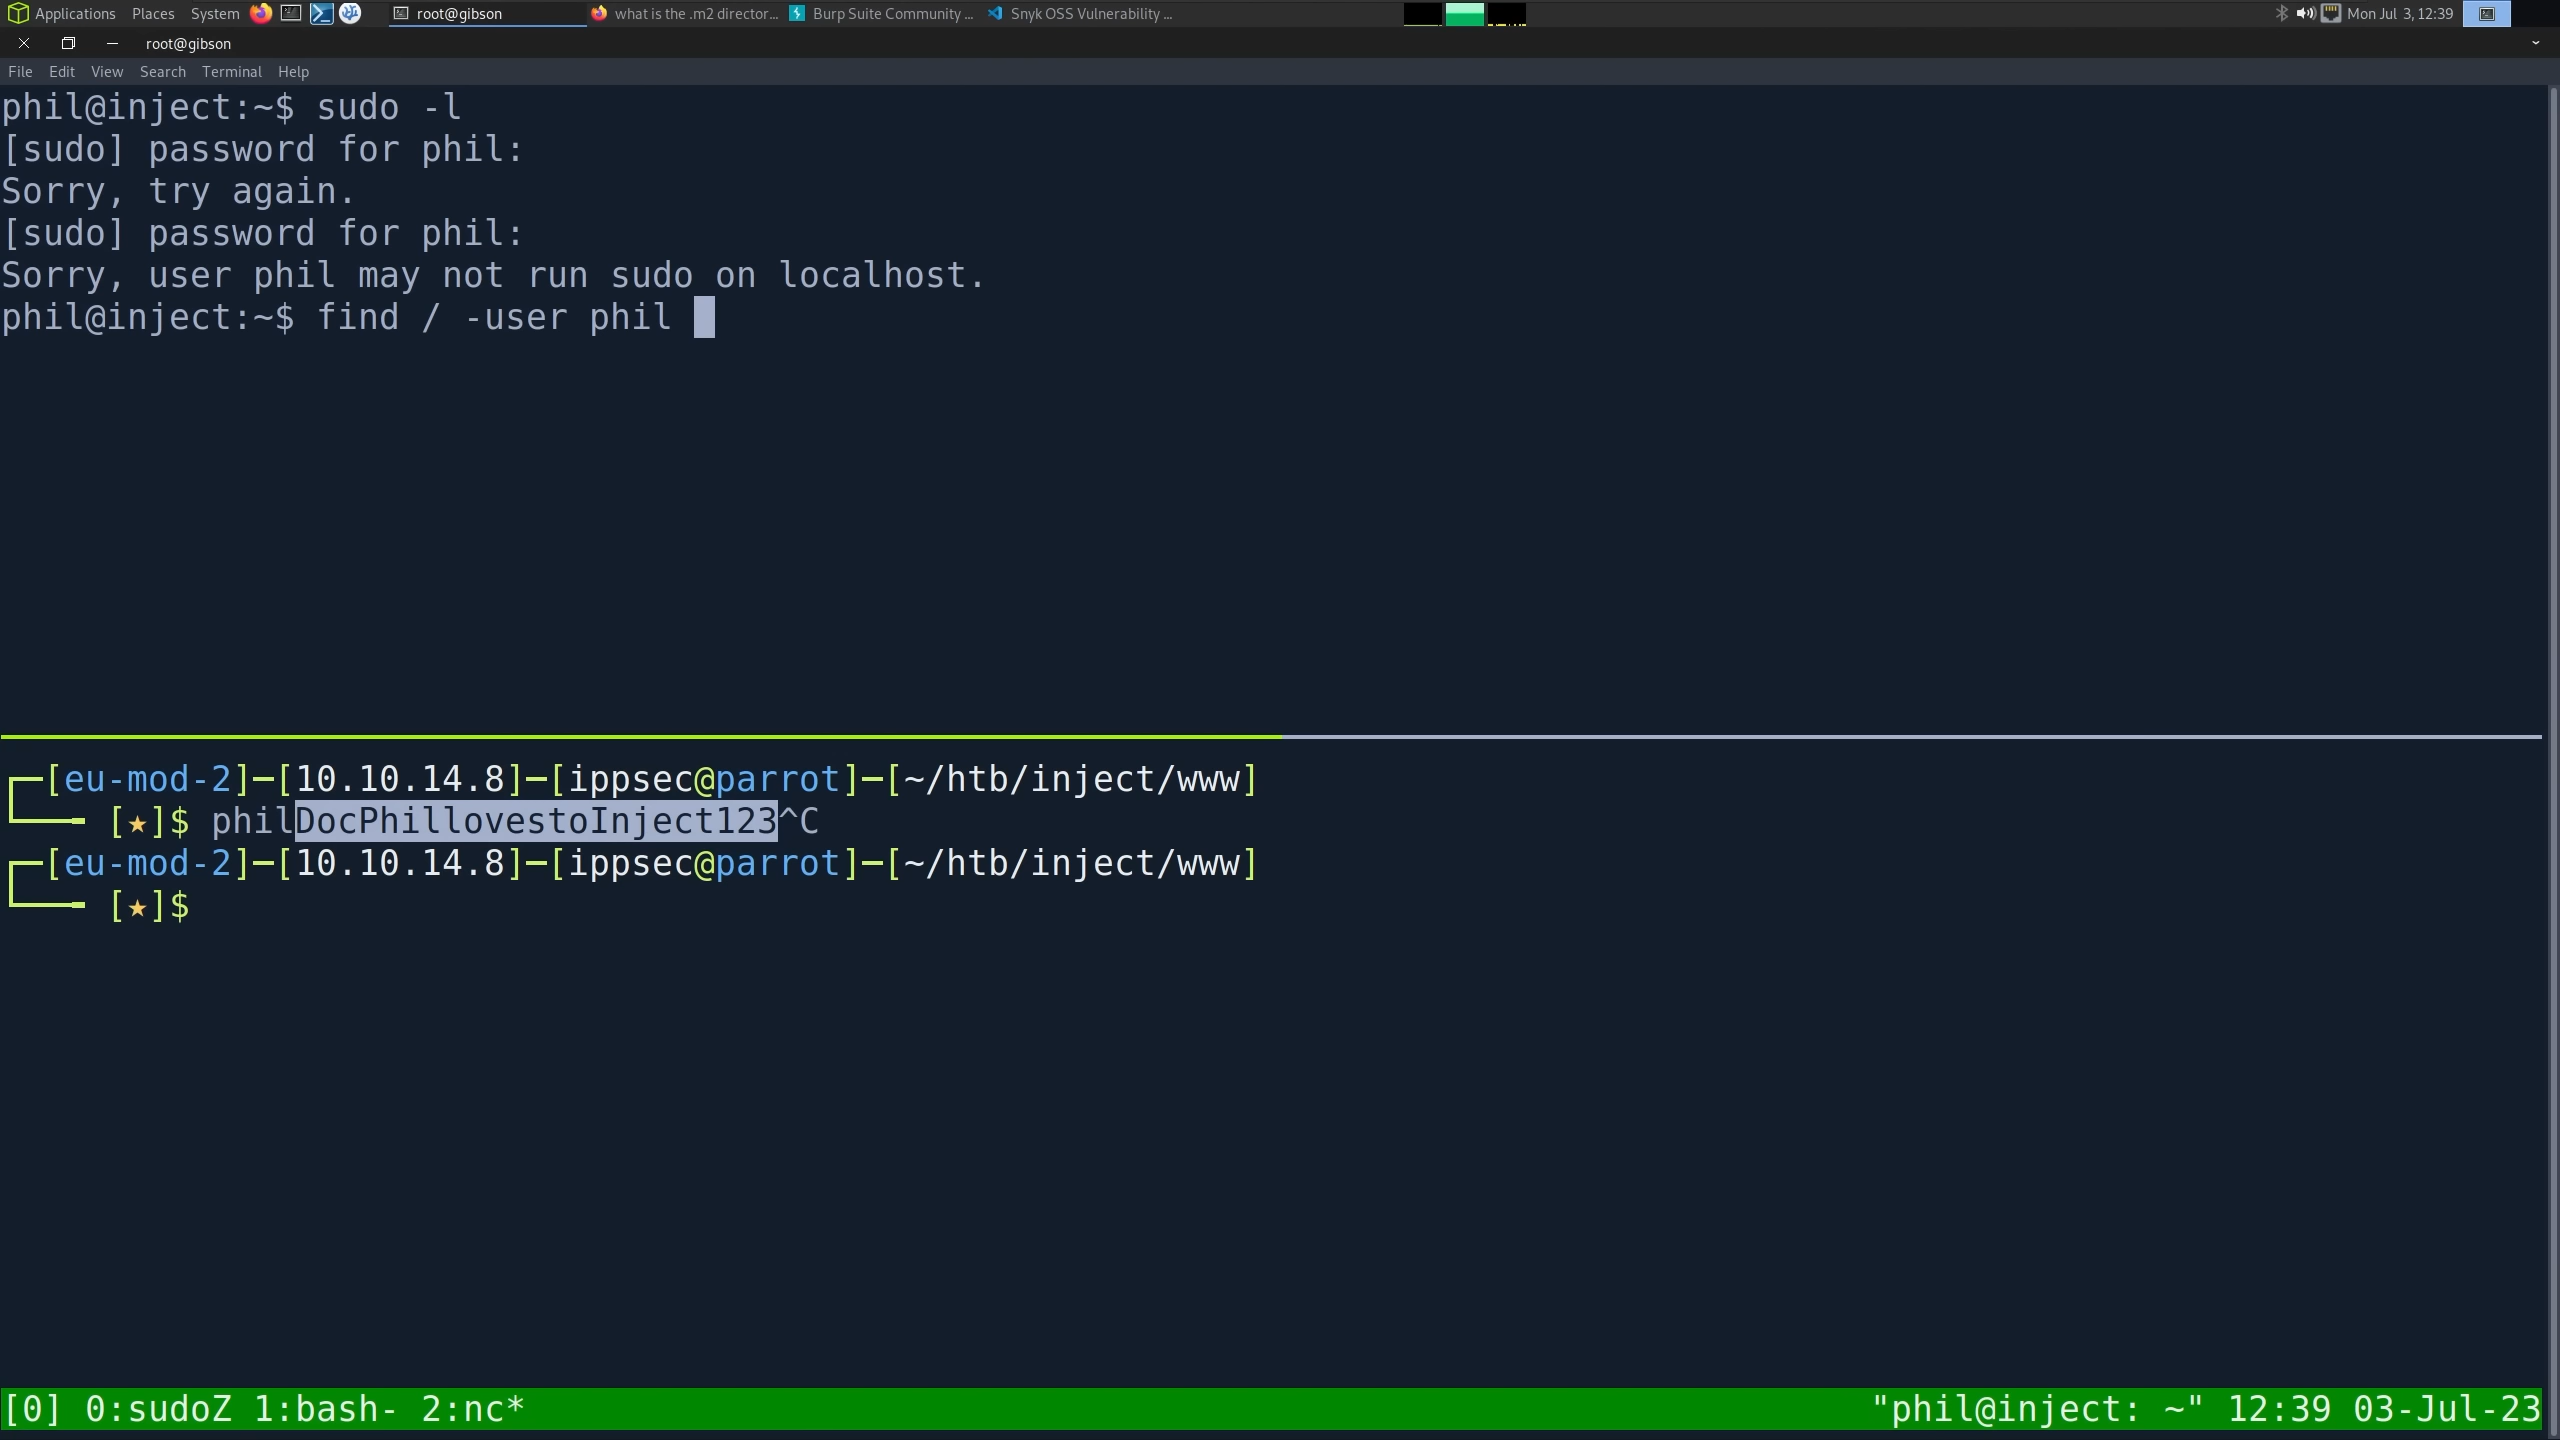 Applications Places System root@gibson what is the .m2 director... Burp Suite Community ... Snyk OSS Vulnerability ... Mon Jul 3, 12:39
root@gibson
File Edit View Search Terminal Help
phil@inject:~$ sudo -l
[sudo] password for phil:
Sorry, try again.
[sudo] password for phil:
Sorry, user phil may not run sudo on localhost.
phil@inject:~$ find / -user phil
[eu-mod-2]─[10.10.14.8]─[ippsec@parrot]─[~/htb/inject/www]
[★]$ philDocPhillovestoInject123^C
[eu-mod-2]─[10.10.14.8]─[ippsec@parrot]─[~/htb/inject/www]
[★]$
[0] 0:sudoZ 1:bash- 2:nc* "phil@inject: ~" 12:39 03-Jul-23